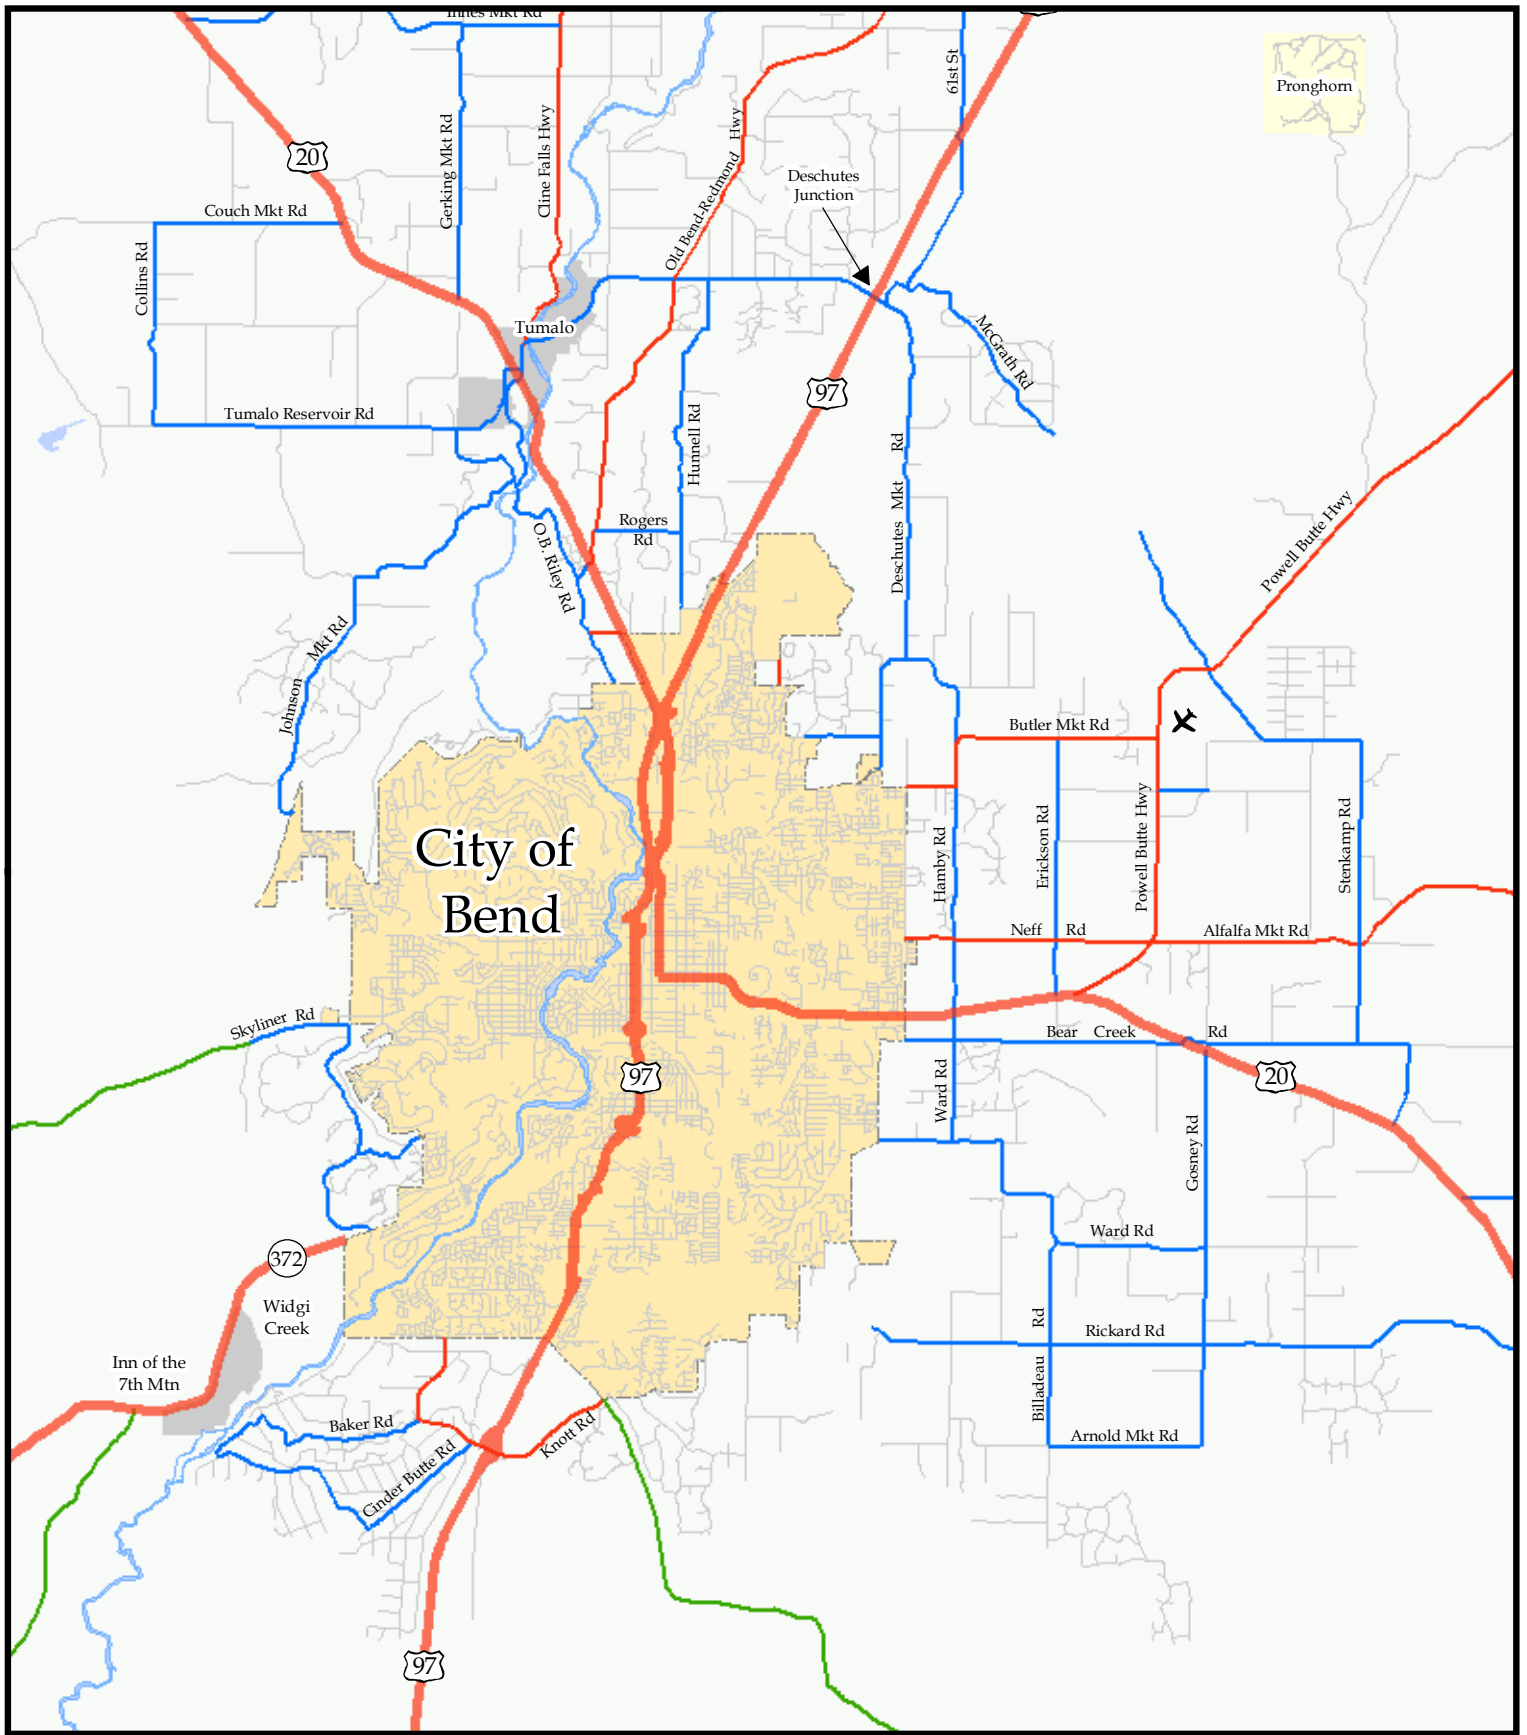 Innes Mkt Rd
61st St
Pronghorn
Gerking Mkt Rd
Cline Falls Hwy
Old Bend-Redmond Hwy
20
Deschutes
Junction
Couch Mkt Rd
Collins Rd
Tumalo
McGrath Rd
97
Tumalo Reservoir Rd
Hunnell Rd
Deschutes Mkt Rd
Rogers
Rd
O.B. Riley Rd
Powell Butte Hwy
Johnson Mkt Rd
Butler Mkt Rd
City of
Bend
Hamby Rd
Erickson Rd
Powell Butte Hwy
Stenkamp Rd
Neff Rd
Alfalfa Mkt Rd
Skyliner Rd
Bear Creek Rd
97
20
Ward Rd
Gosney Rd
Ward Rd
372
Widgi
Creek
Rickard Rd
Inn of the
7th Mtn
Billadeau Rd
Baker Rd
Knott Rd
Arnold Mkt Rd
Cinder Butte Rd
97